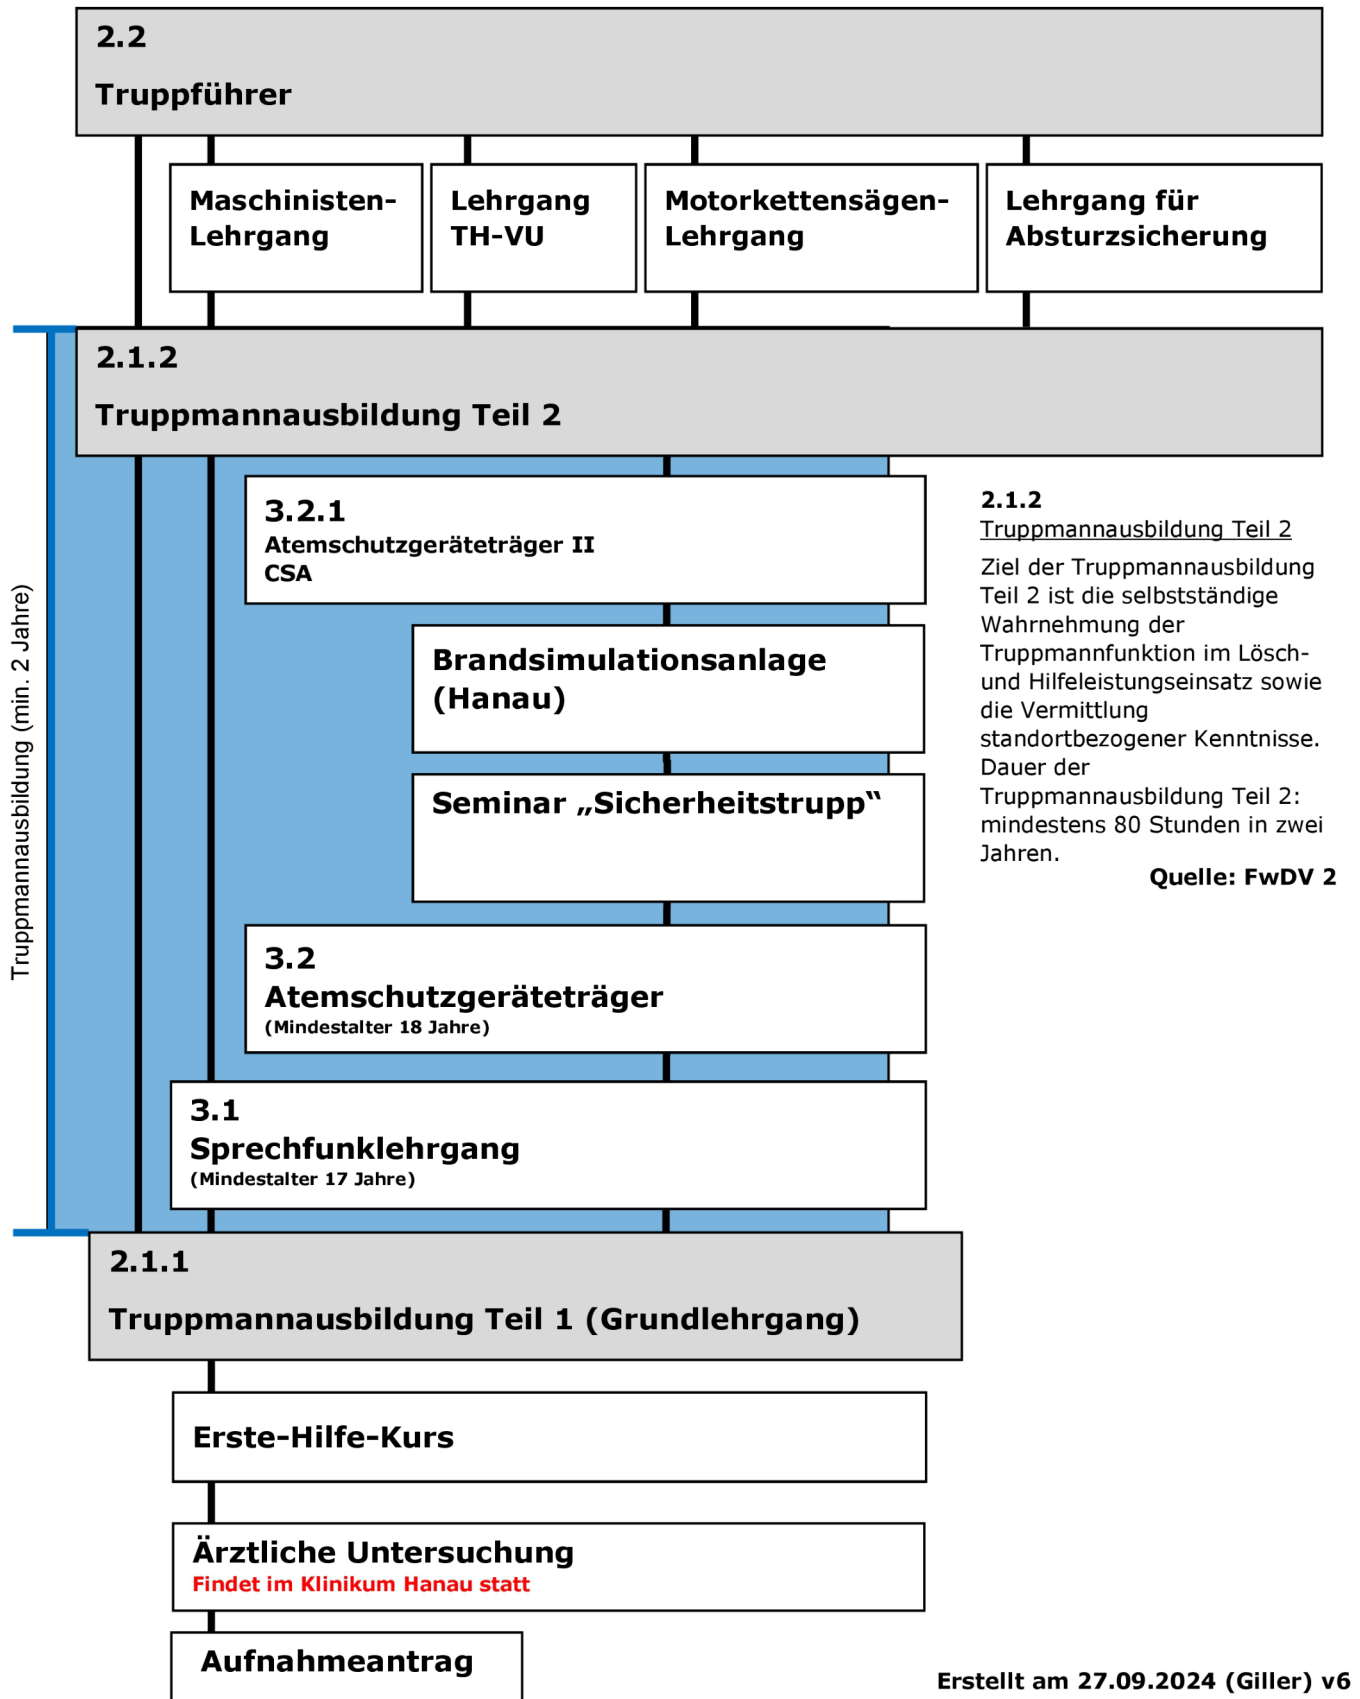 2.2
Truppführer
Maschinisten-
Lehrgang
Lehrgang
TH-VU
Motorkettensägen-
Lehrgang
Lehrgang für
Absturzsicherung
2.1.2
Truppmannausbildung Teil 2
Truppmannausbildung (min. 2 Jahre)
3.2.1
Atemschutzgeräteträger II
CSA
Brandsimulationsanlage
(Hanau)
Seminar „Sicherheitstrupp“
3.2
Atemschutzgeräteträger
(Mindestalter 18 Jahre)
3.1
Sprechfunklehrgang
(Mindestalter 17 Jahre)
2.1.2
Truppmannausbildung Teil 2
Ziel der Truppmannausbildung
Teil 2 ist die selbstständige
Wahrnehmung der
Truppmannfunktion im Lösch-
und Hilfeleistungseinsatz sowie
die Vermittlung
standortbezogener Kenntnisse.
Dauer der
Truppmannausbildung Teil 2:
mindestens 80 Stunden in zwei
Jahren.
Quelle: FwDV 2
2.1.1
Truppmannausbildung Teil 1 (Grundlehrgang)
Erste-Hilfe-Kurs
Ärztliche Untersuchung
Findet im Klinikum Hanau statt
Aufnahmeantrag
Erstellt am 27.09.2024 (Giller) v6